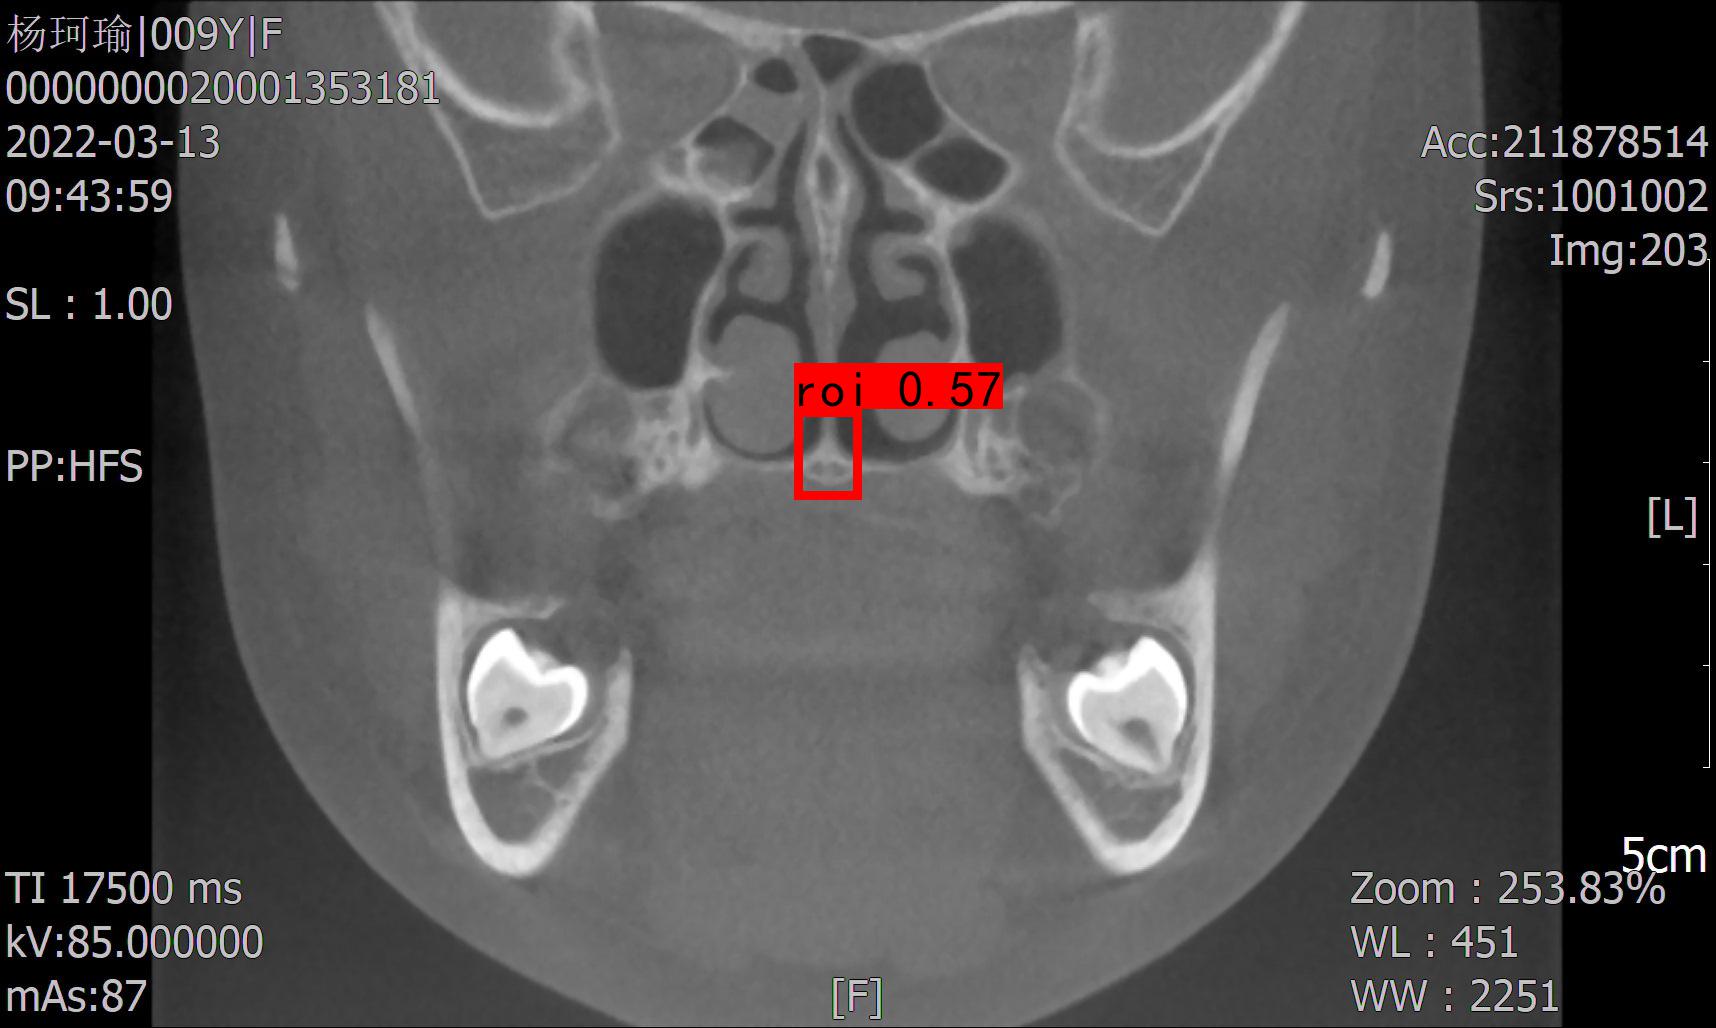 杨珂瑜|009Y|F
0000000020001353181
2022-03-13
09:43:59
SL : 1.00
PP:HFS
TI 17500 ms
kV:85.000000
mAs:87
roi 0.57
[F]
Acc:211878514
Srs:1001002
Img:203
[L]
5cm
Zoom : 253.83%
WL : 451
WW : 2251